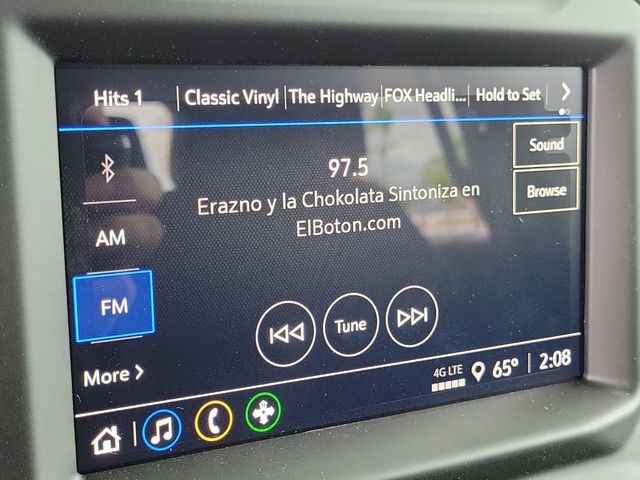 Hits 1
Classic Vinyl
The Highway
FOX Headli...
Hold to Set
Sound
97.5
Erazno y la Chokolata Sintoniza en
ElBoton.com
Browse
AM
FM
Tune
More
4G LTE
65°
2:08